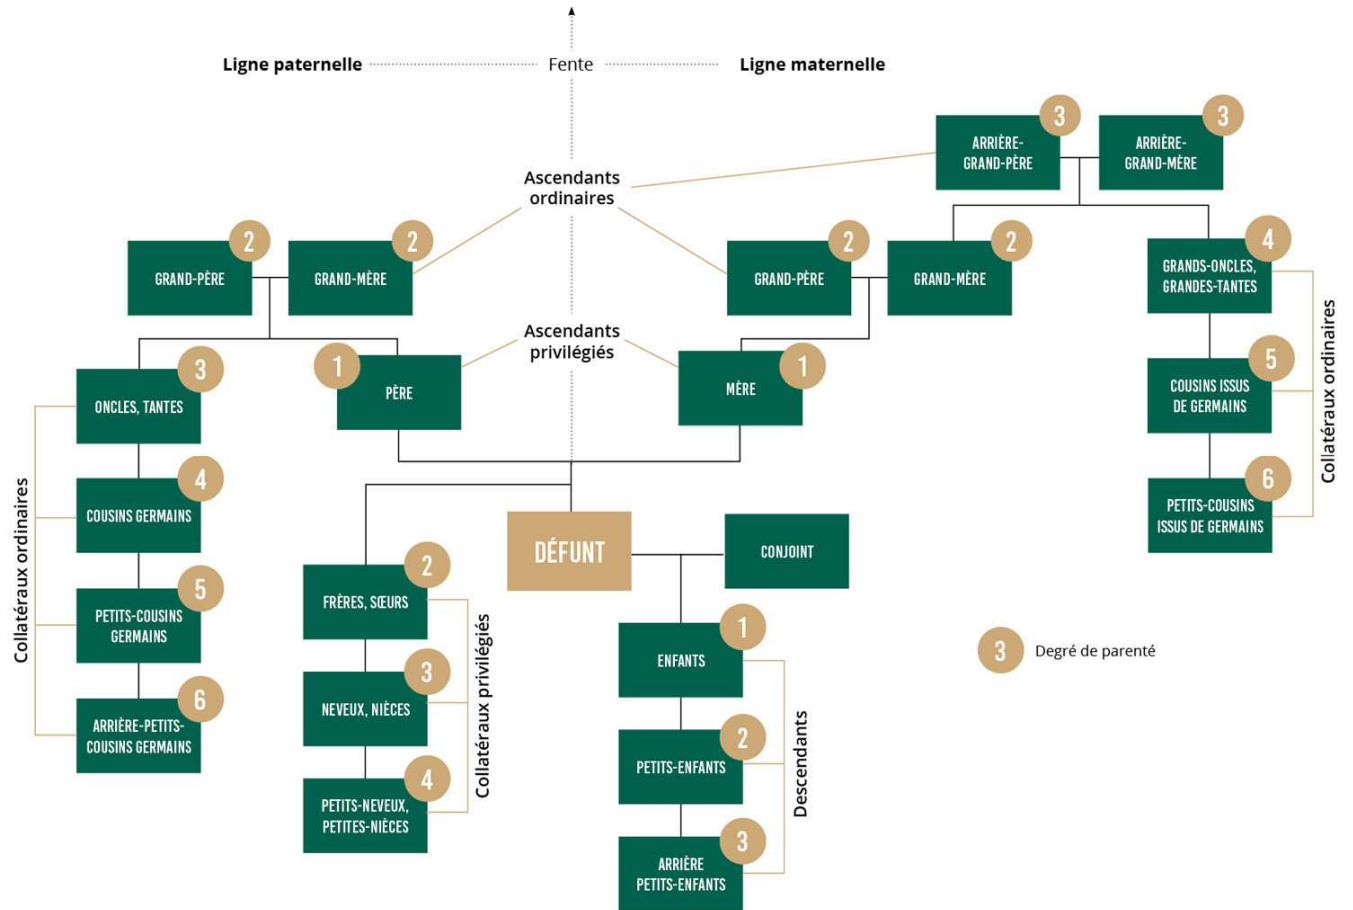 Ligne paternelle
Fente
Ligne maternelle
3
3
ARRIÈRE-
GRAND-PÈRE
ARRIÈRE-
GRAND-MÈRE
Ascendants
ordinaires
2
2
2
2
4
GRAND-PÈRE
GRAND-MÈRE
GRAND-PÈRE
GRAND-MÈRE
GRANDS-ONCLES,
GRANDES-TANTES
Ascendants
privilégiés
3
1
1
5
ONCLES, TANTES
PÈRE
MÈRE
COUSINS ISSUS
DE GERMAINS
Collatéraux ordinaires
4
6
COUSINS GERMAINS
PETITS-COUSINS
ISSUS DE GERMAINS
Collatéraux ordinaires
DÉFUNT
CONJOINT
5
2
PETITS-COUSINS
GERMAINS
FRÈRES, SŒURS
1
ENFANTS
3
Degré de parenté
6
3
ARRIÈRE-PETITS-
COUSINS GERMAINS
NEVEUX, NIÈCES
Collatéraux privilégiés
2
PETITS-ENFANTS
Descendants
4
PETITS-NEVEUX,
PETITES-NIÈCES
3
ARRIÈRE
PETITS-ENFANTS